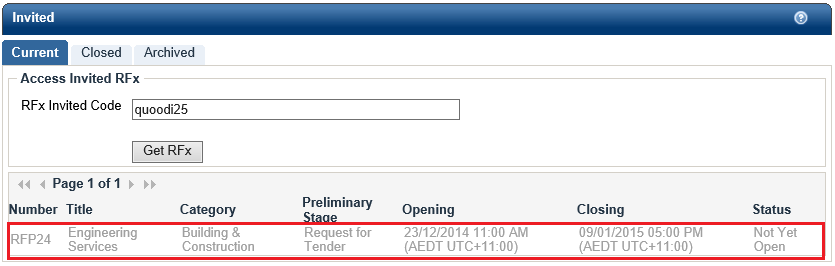 Invited
?
Current Closed Archived
Access Invited RFx
RFx Invited Code quoodi25
Get RFx
Page 1 of 1
Number Title Category Preliminary Stage Opening Closing Status
RFP24 Engineering Services Building & Construction Request for Tender 23/12/2014 11:00 AM (AEDT UTC+11:00) 09/01/2015 05:00 PM (AEDT UTC+11:00) Not Yet Open